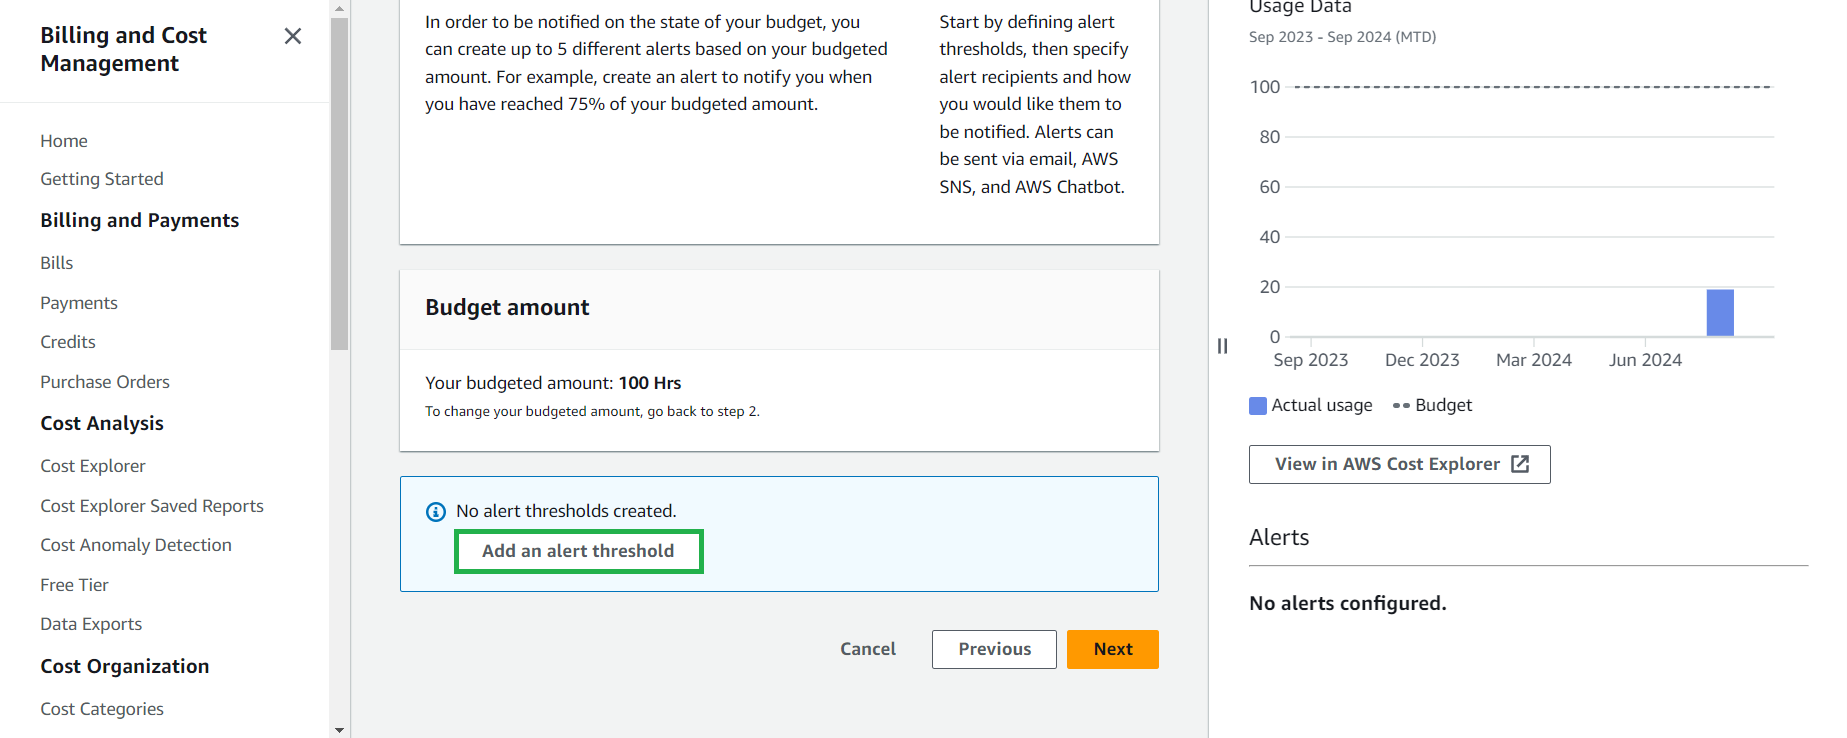 Billing and Cost
Management
Home
Getting Started
Billing and Payments
Bills
Payments
Credits
Purchase Orders
Cost Analysis
Cost Explorer
Cost Explorer Saved Reports
Cost Anomaly Detection
Free Tier
Data Exports
Cost Organization
Cost Categories
In order to be notified on the state of your budget, you
can create up to 5 different alerts based on your budgeted
amount. For example, create an alert to notify you when
you have reached 75% of your budgeted amount.
Start by defining alert
thresholds, then specify
alert recipients and how
you would like them to
be notified. Alerts can
be sent via email, AWS
SNS, and AWS Chatbot.
Budget amount
Your budgeted amount: 100 Hrs
To change your budgeted amount, go back to step 2.
No alert thresholds created.
Add an alert threshold
Cancel
Previous
Next
Usage Data
Sep 2023 - Sep 2024 (MTD)
100
80
60
40
20
0
Sep 2023 Dec 2023 Mar 2024 Jun 2024
Actual usage Budget
View in AWS Cost Explorer
Alerts
No alerts configured.